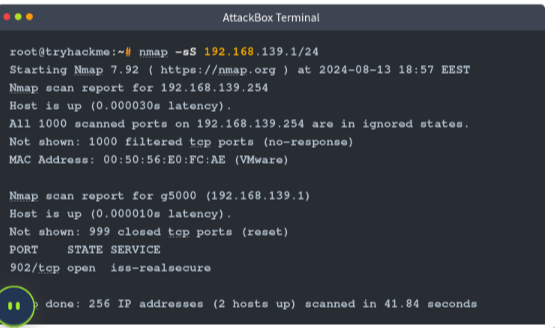 AttackBox Terminal
root@tryhackme:~# nmap -sS 192.168.139.1/24
Starting Nmap 7.92 ( https://nmap.org ) at 2024-08-13 18:57 EEST
Nmap scan report for 192.168.139.254
Host is up (0.000030s latency).
All 1000 scanned ports on 192.168.139.254 are in ignored states.
Not shown: 1000 filtered tcp ports (no-response)
MAC Address: 00:50:56:E0:FC:AE (VMware)
Nmap scan report for g5000 (192.168.139.1)
Host is up (0.000010s latency).
Not shown: 999 closed tcp ports (reset)
PORT STATE SERVICE
902/tcp open iss-realsecure
done: 256 IP addresses (2 hosts up) scanned in 41.84 seconds